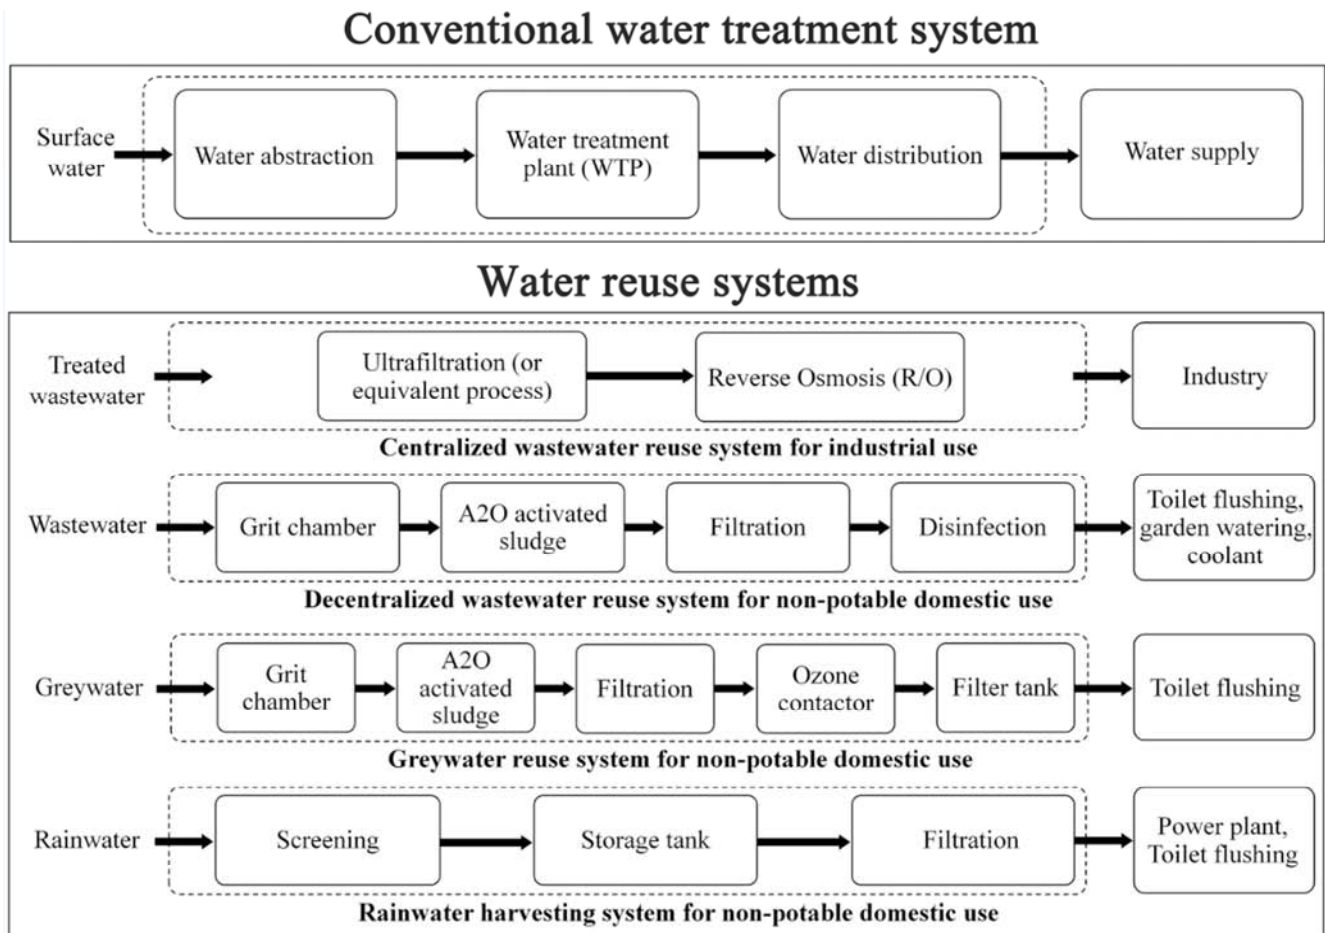 Conventional water treatment system
Surface
water
Water abstraction
Water treatment
plant (WTP)
Water distribution
Water supply
Water reuse systems
Treated
wastewater
Ultrafiltration (or
equivalent process)
Reverse Osmosis (R/O)
Industry
Centralized wastewater reuse system for industrial use
Wastewater
Grit chamber
A2O activated
sludge
Filtration
Disinfection
Toilet flushing,
garden watering,
coolant
Decentralized wastewater reuse system for non-potable domestic use
Greywater
Grit
chamber
A2O
activated
sludge
Filtration
Ozone
contactor
Filter tank
Toilet flushing
Greywater reuse system for non-potable domestic use
Rainwater
Screening
Storage tank
Filtration
Power plant,
Toilet flushing
Rainwater harvesting system for non-potable domestic use